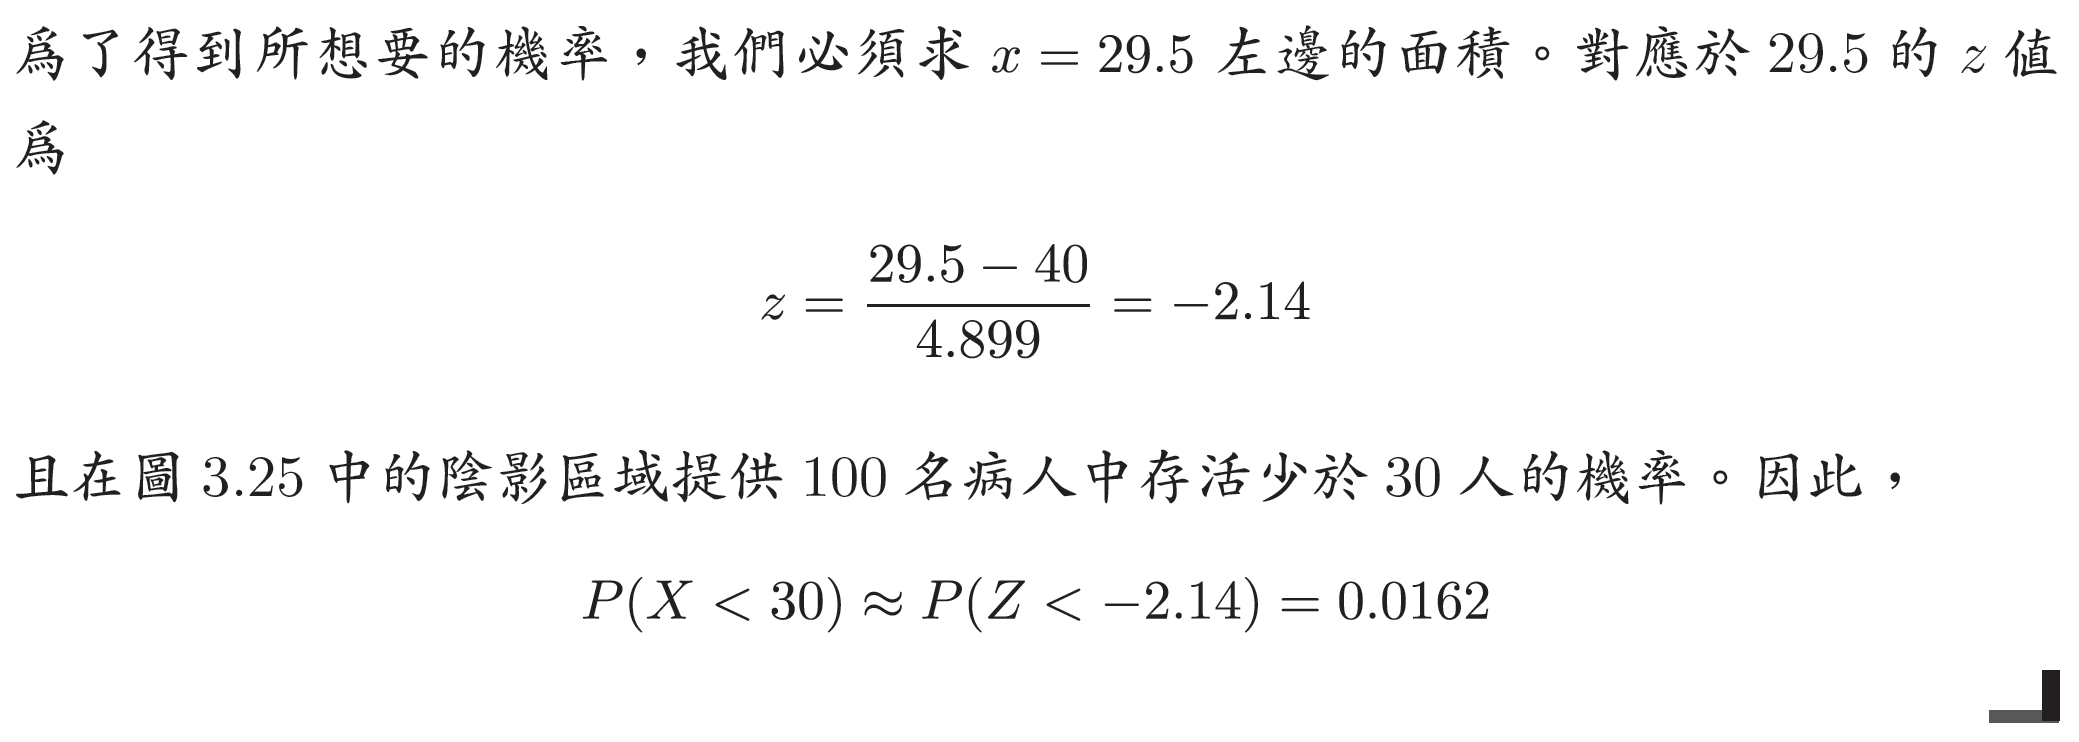 爲了得到所想要的機率，我們必須求 x = 29.5 左邊的面積。對應於 29.5 的 z 值
爲
z = \frac{29.5 − 40}{4.899} = −2.14
且在圖 3.25 中的陰影區域提供 100 名病人中存活少於 30 人的機率。因此，
P(X < 30) ≈ P(Z < −2.14) = 0.0162